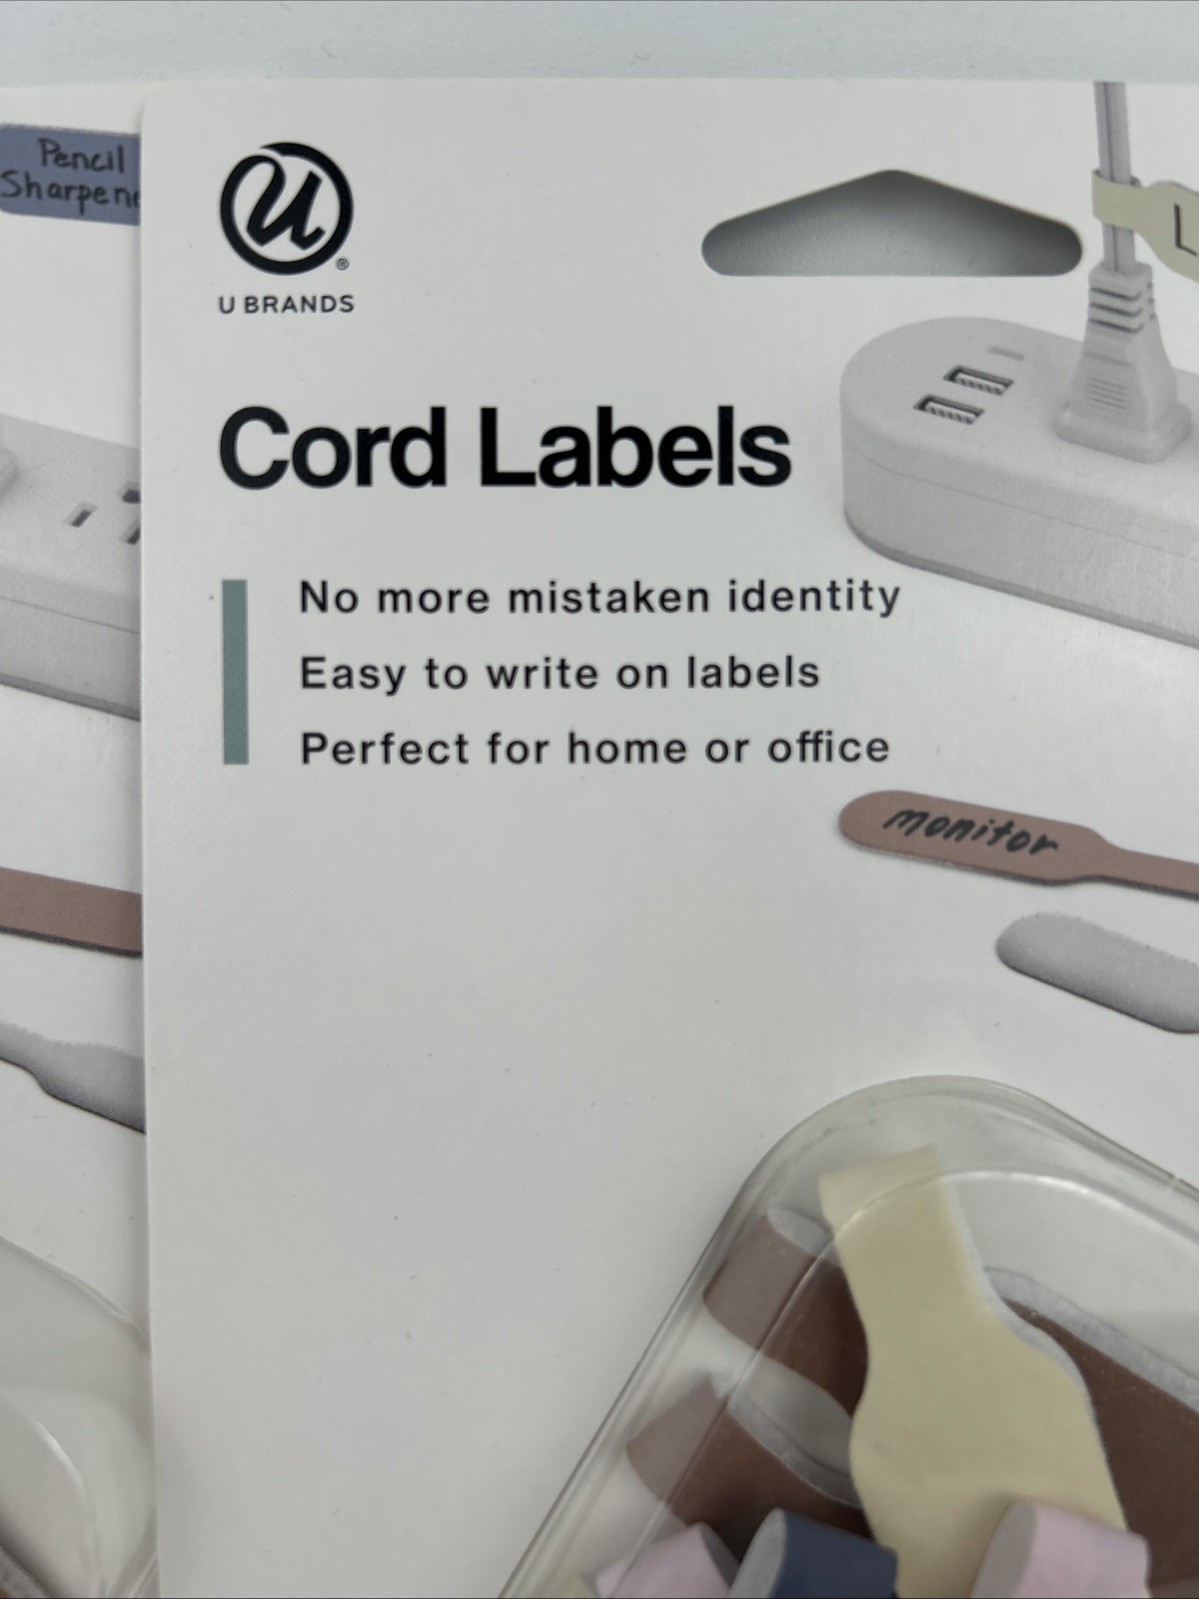 Pencil
U
®
U BRANDS
Cord Labels
No more mistaken identity
Easy to write on labels
Perfect for home or office
monitor